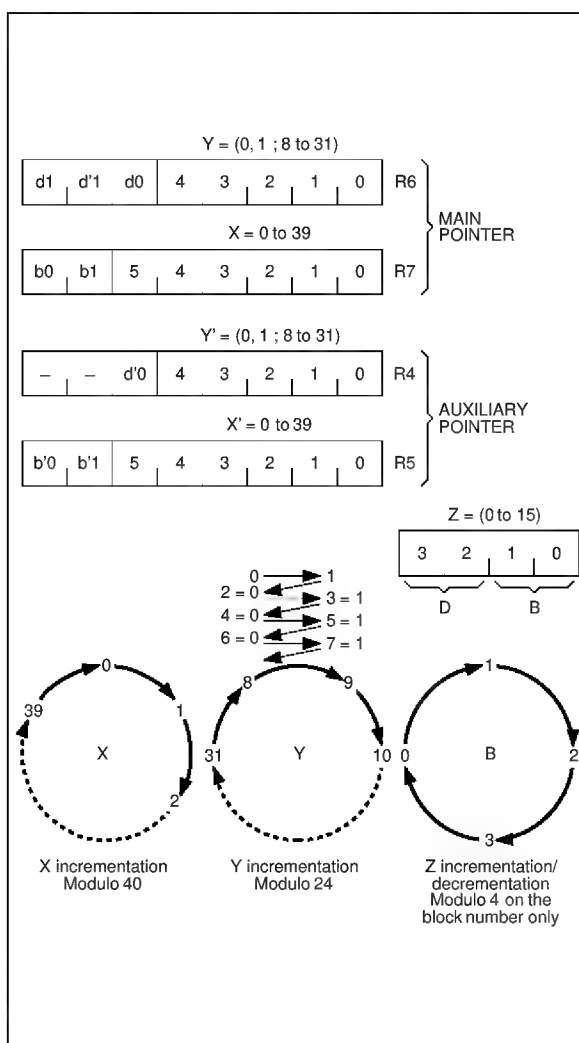 Y = (0, 1 ; 8 to 31)
d1 d'1 d0 4 3 2 1 0 R6
MAIN
POINTER
X = 0 to 39
b0 b1 5 4 3 2 1 0 R7
Y' = (0, 1 ; 8 to 31)
– – d'0 4 3 2 1 0 R4
AUXILIARY
POINTER
X' = 0 to 39
b'0 b'1 5 4 3 2 1 0 R5
Z = (0 to 15)
3 2 1 0
D B
0 1
2 = 0 3 = 1
4 = 0 5 = 1
6 = 0 7 = 1
0
39 1
X
2
X incrementation
Modulo 40
8 9
31 Y 10
Y incrementation
Modulo 24
1
0 B 2
3
Z incrementation/
decrementation
Modulo 4 on the
block number only